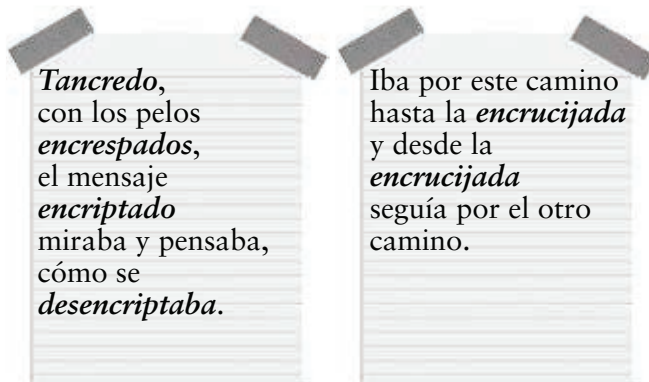 Tancredo,
con los pelos
encrespados,
el mensaje
encriptado
miraba y pensaba,
cómo se
desencriptaba.
Iba por este camino
hasta la encrucijada
y desde la
encrucijada
seguía por el otro
camino.